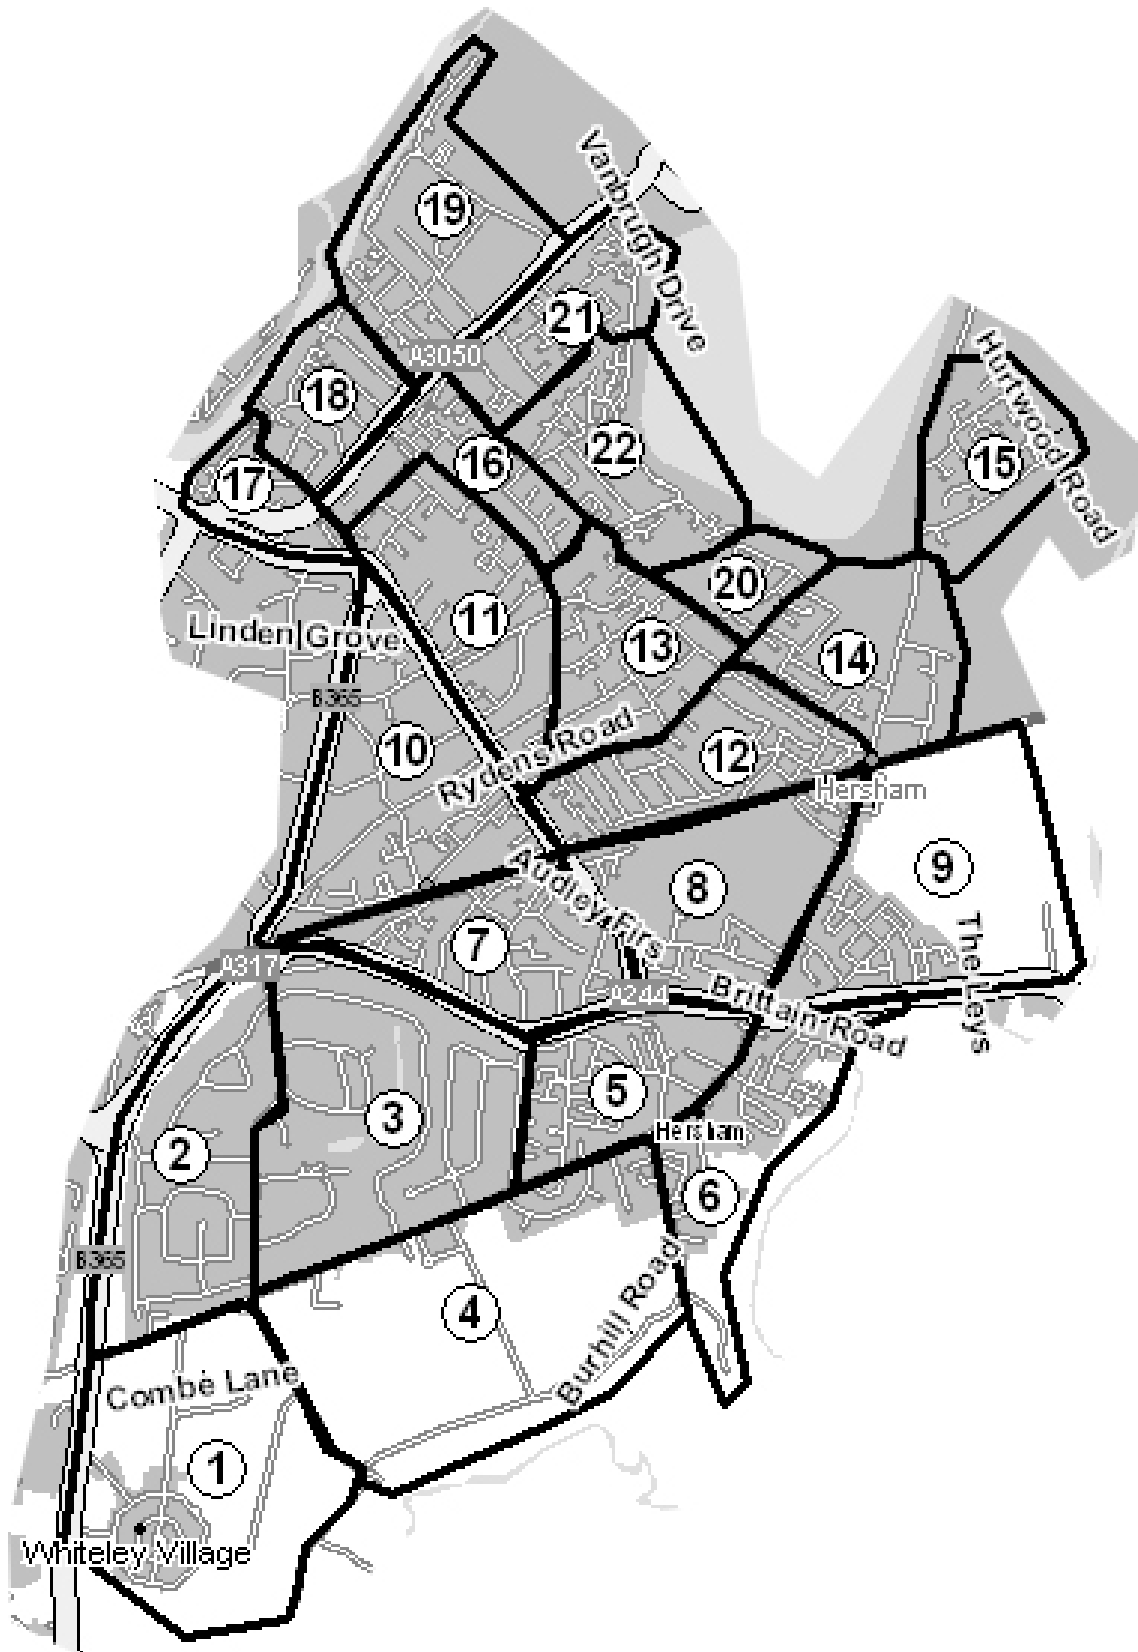 Vanbrugh Drive
19
21
A3050
Hurtwood Road
18
22
16
15
17
20
11
Linden Grove
13
14
B365
10
Rydens Road
12
Hersham
Audley Firs
9
8
7
The Leys
A317
A244
Brittain Road
5
3
Hersham
2
6
B365
4
Burhill Road
Combe Lane
1
Whiteley Village